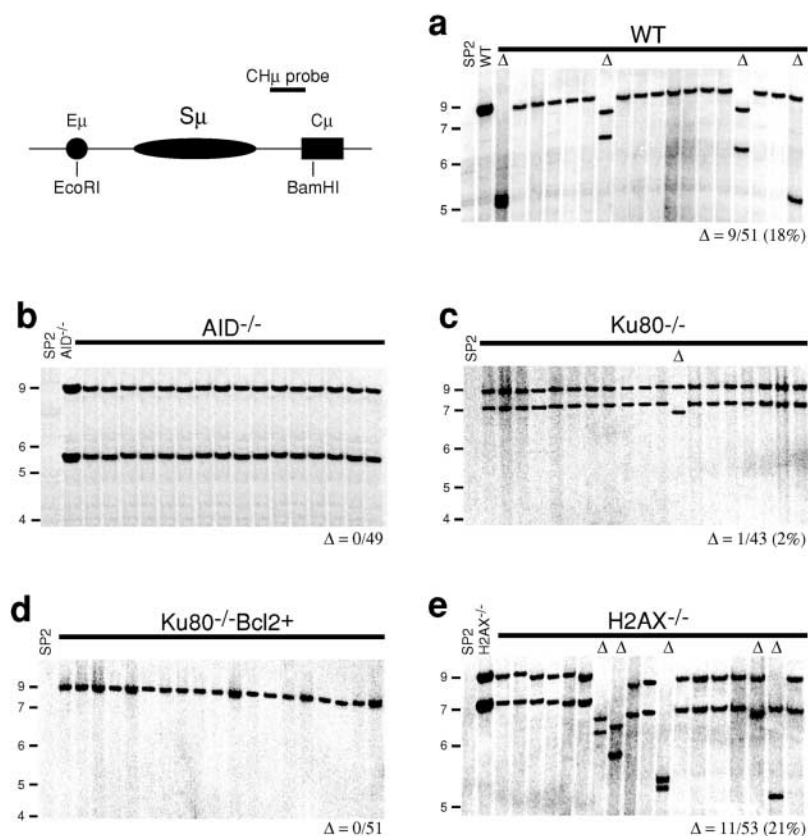 CHμ probe
Eμ
Sμ
Cμ
EcoRI
BamHI
a
WT
SP2
WT
Δ
Δ
Δ
Δ
9
7
6
5
Δ = 9/51 (18%)
b
AID-/-
SP2
AID-/-
9
6
5
4
Δ = 0/49
c
Ku80-/-
SP2
Δ
9
7
6
5
4
Δ = 1/43 (2%)
d
Ku80-/-Bcl2+
SP2
9
7
6
5
4
Δ = 0/51
e
H2AX-/-
SP2
H2AX-/-
Δ Δ Δ Δ Δ
9
7
6
5
Δ = 11/53 (21%)